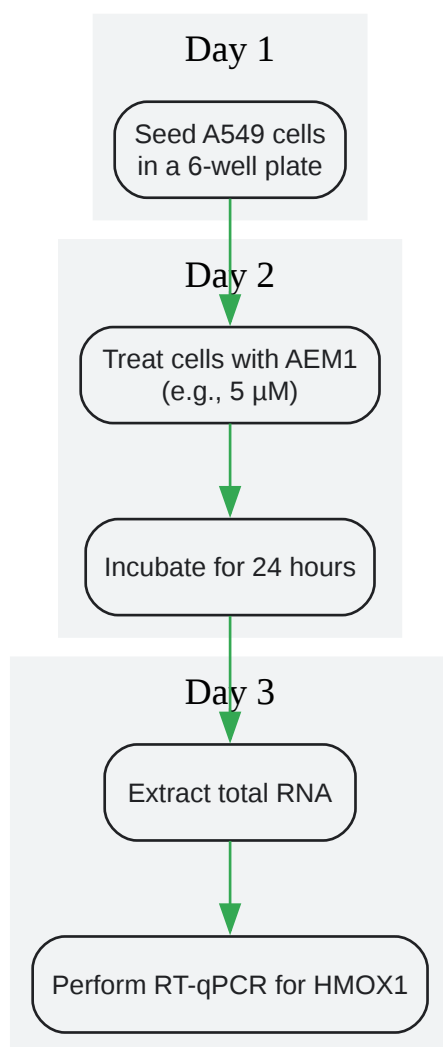 Day 1
Seed A549 cells
in a 6-well plate
Day 2
Treat cells with AEM1
(e.g., 5 µM)
Incubate for 24 hours
Day 3
Extract total RNA
Perform RT-qPCR for HMOX1